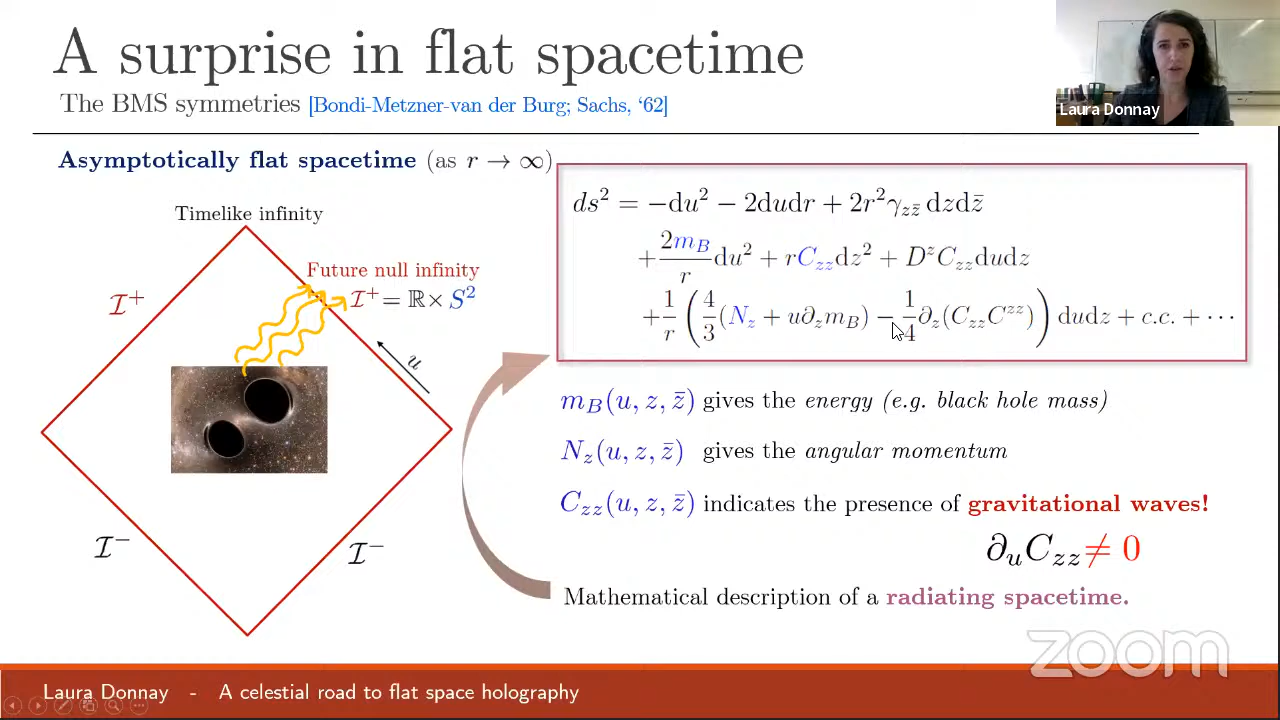 A surprise in flat spacetime
The BMS symmetries [Bondi-Metzner-van der Burg; Sachs, ‘62]
Laura Donnay
Asymptotically flat spacetime (as r → ∞)
Timelike infinity
Future null infinity
ℐ⁺ = ℝ × S²
ℐ⁺
u
ℐ⁻
ℐ⁻
ds² = −du² − 2dudr + 2r²γ_{zz̄} dzdz̄
+ \frac{2m_B}{r} du² + rC_{zz}dz² + D^zC_{zz}dudz
+ \frac{1}{r} ( \frac{4}{3}(N_z + u∂_z m_B) − \frac{1}{4}∂_z(C_{zz}C^{zz}) ) dudz + c.c. + ⋯
m_B(u, z, z̄) gives the energy (e.g. black hole mass)
N_z(u, z, z̄) gives the angular momentum
C_{zz}(u, z, z̄) indicates the presence of gravitational waves!
∂_uC_{zz} ≠ 0
Mathematical description of a radiating spacetime.
zoom
Laura Donnay - A celestial road to flat space holography